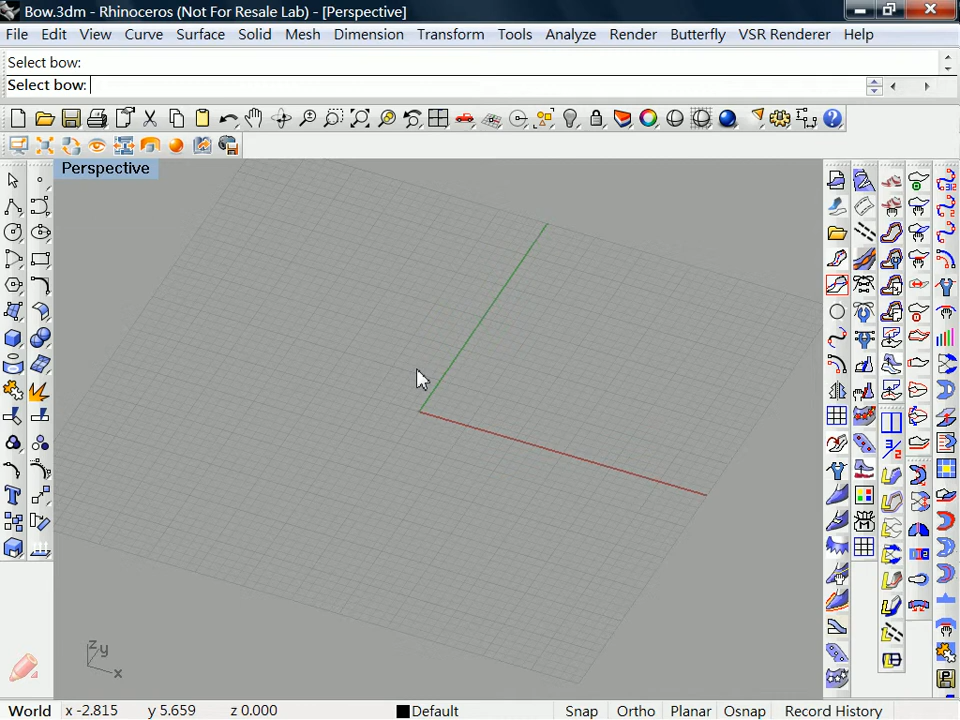 Bow.3dm - Rhinoceros (Not For Resale Lab) - [Perspective]
File Edit View Curve Surface Solid Mesh Dimension Transform Tools Analyze Render Butterfly VSR Renderer Help
Select bow:
Select bow:
Perspective
z y
x
World x -2.815 y 5.659 z 0.000 Default Snap Ortho Planar Osnap Record History